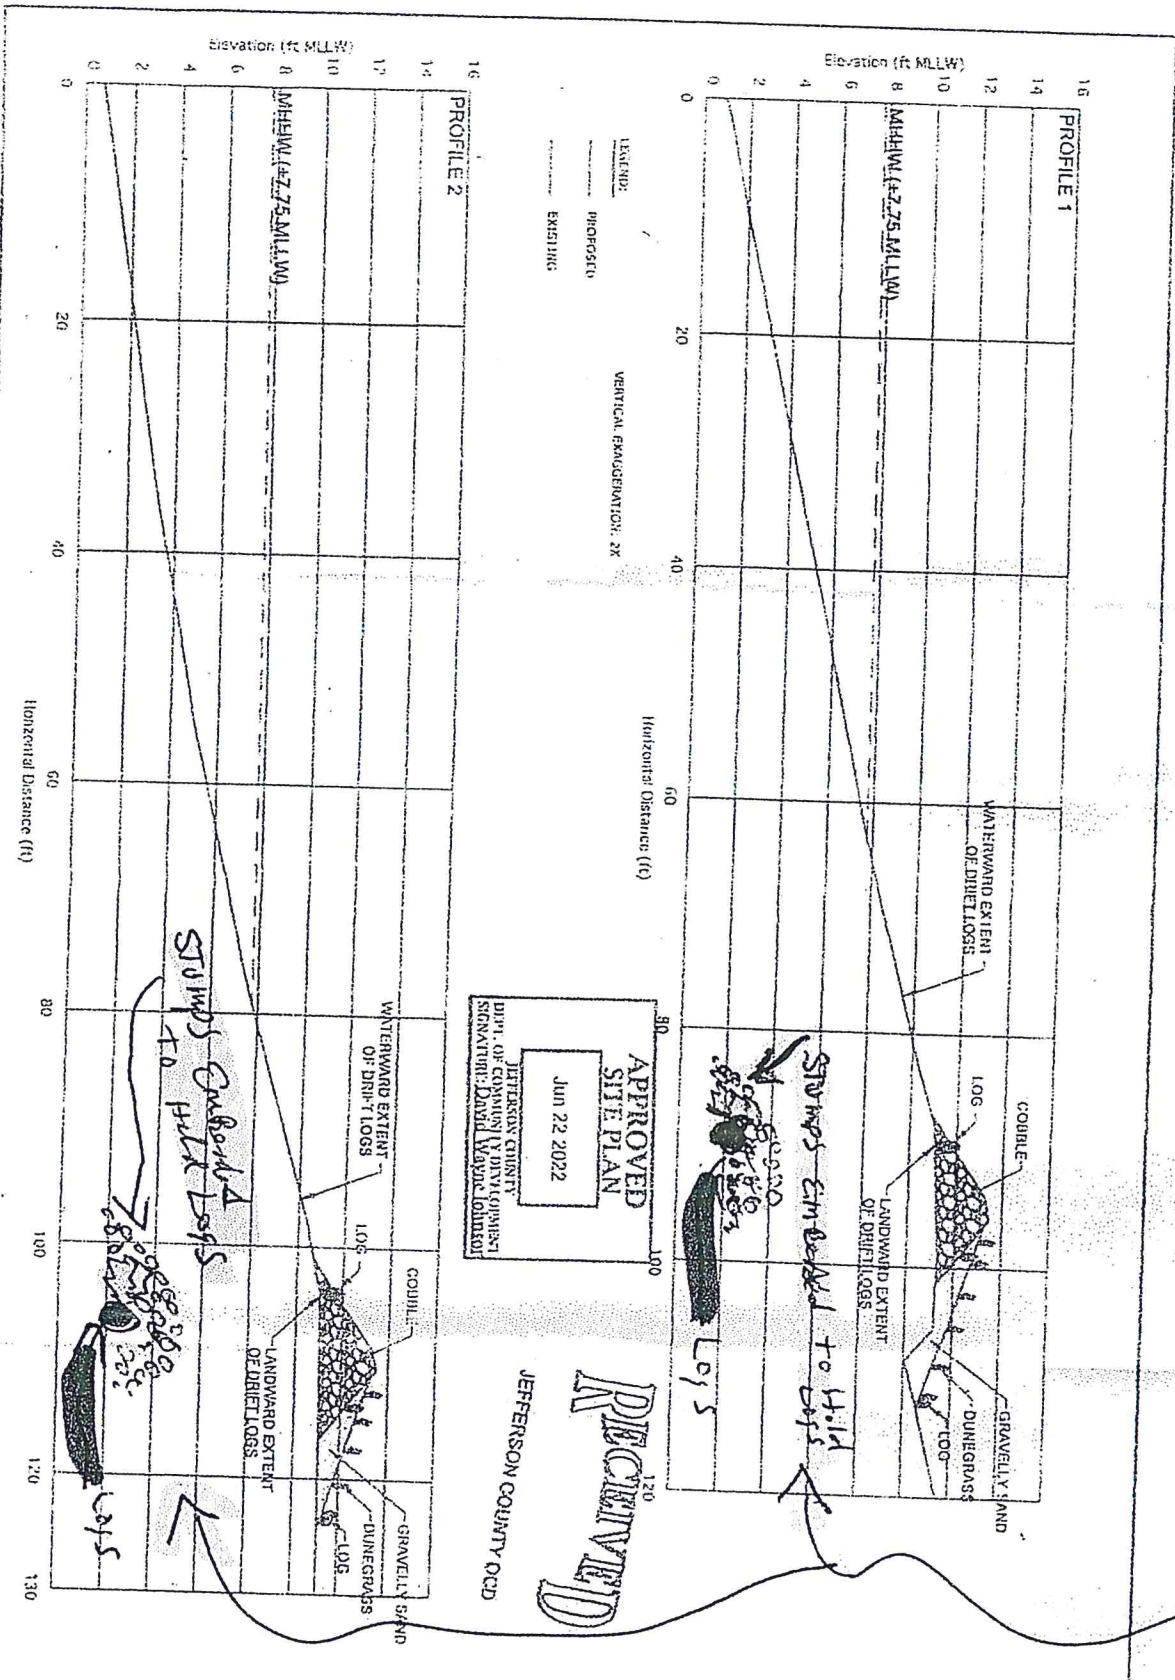 PROFILE 1
16
14
12
10
8
6
4
2
0
Elevation (ft MLLW)
MHHW (+7.75 MLLW)
WATERWARD EXTENT
OF DRIFT LOGS
LOG
COBBLE
LANDWARD EXTENT
OF DRIFT LOGS
GRAVELLY SAND
DUNEGRASS
LOG
Stumps Embedded to Hold
Logs
Logs
0
20
40
60
80
100
120
Horizontal Distance (ft)
LEGEND:
PROPOSED
EXISTING
VERTICAL EXAGGERATION: 2X
APPROVED
SITE PLAN
Jun 22 2022
JEFFERSON COUNTY
DEPT. OF COMMUNITY DEVELOPMENT
SIGNATURE: David Wayne Johnson
RECEIVED
JEFFERSON COUNTY DCD
PROFILE 2
16
14
12
10
8
6
4
2
0
Elevation (ft MLLW)
MHHW (+7.75 MLLW)
WATERWARD EXTENT
OF DRIFT LOGS
LOG
COBBLE
LANDWARD EXTENT
OF DRIFT LOGS
GRAVELLY SAND
DUNEGRASS
LOG
Stumps Embedded
to Hold Logs
Logs
0
20
40
60
80
100
120
130
Horizontal Distance (ft)